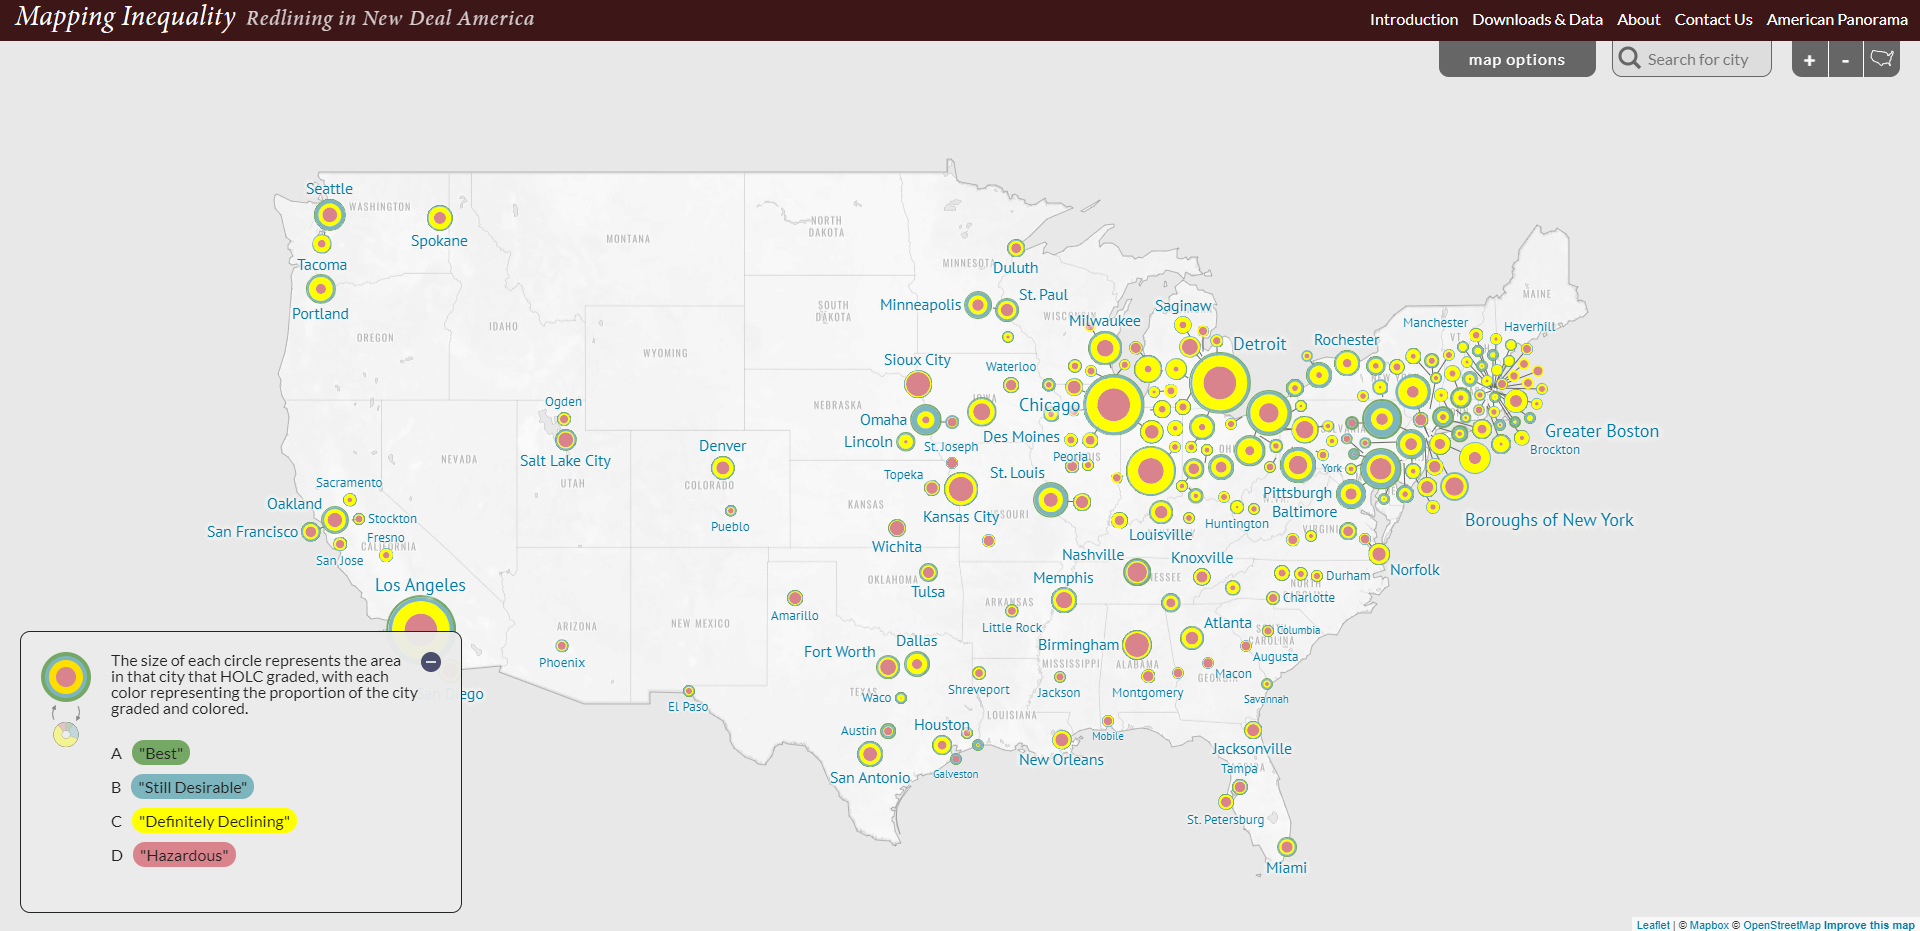 Mapping Inequality Redlining in New Deal America
Introduction Downloads & Data About Contact Us American Panorama
map options
Search for city
+ -
Seattle
WASHINGTON
Spokane
Tacoma
Portland
OREGON
IDAHO
MONTANA
WYOMING
NORTH
DAKOTA
SOUTH
DAKOTA
MINNESOTA
Duluth
Minneapolis
St. Paul
Milwaukee
Saginaw
Detroit
Rochester
Manchester
Haverhill
MAINE
Sioux City
Waterloo
IOWA
Chicago
NEBRASKA
Omaha
Lincoln
Des Moines
St. Joseph
Peoria
Topeka
St. Louis
KANSAS
Kansas City
Ogden
Salt Lake City
UTAH
NEVADA
Denver
COLORADO
Pueblo
Sacramento
Oakland
Stockton
San Francisco
Fresno
CALIFORNIA
San Jose
Los Angeles
San Diego
ARIZONA
Phoenix
NEW MEXICO
El Paso
Wichita
OKLAHOMA
Tulsa
Amarillo
ARKANSAS
Little Rock
Dallas
Fort Worth
TEXAS
Waco
Austin
Houston
San Antonio
Galveston
Shreveport
LOUISIANA
New Orleans
MISSISSIPPI
Jackson
ALABAMA
Birmingham
Montgomery
Mobile
Memphis
Nashville
Knoxville
Louisville
Huntington
York
Pittsburgh
Baltimore
Greater Boston
Brockton
Boroughs of New York
Norfolk
Durham
NORTH
Charlotte
Atlanta
Columbia
CAROLINA
Augusta
Macon
Savannah
Jacksonville
Tampa
St. Petersburg
Miami
The size of each circle represents the area
in that city that HOLC graded, with each
color representing the proportion of the city
graded and colored.
A "Best"
B "Still Desirable"
C "Definitely Declining"
D "Hazardous"
Leaflet | © Mapbox © OpenStreetMap Improve this map